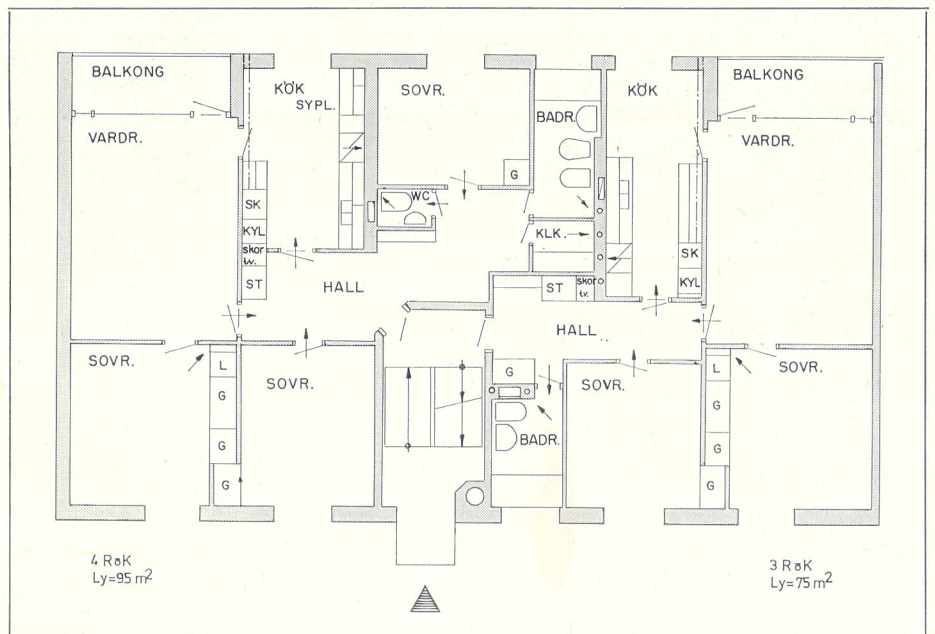 BALKONG
VARDR.
KÖK
SYPL.
SOVR.
BADR.
KÖK
BALKONG
VARDR.
G
WC
SK
KYL
skor
tv.
ST
KLK.
SK
KYL
HALL
ST
skor
tv.
HALL
SOVR.
L
G
G
G
SOVR.
G
BADR.
SOVR.
L
G
G
G
SOVR.
4 RoK
Ly=95 m²
3 RoK
Ly=75 m²